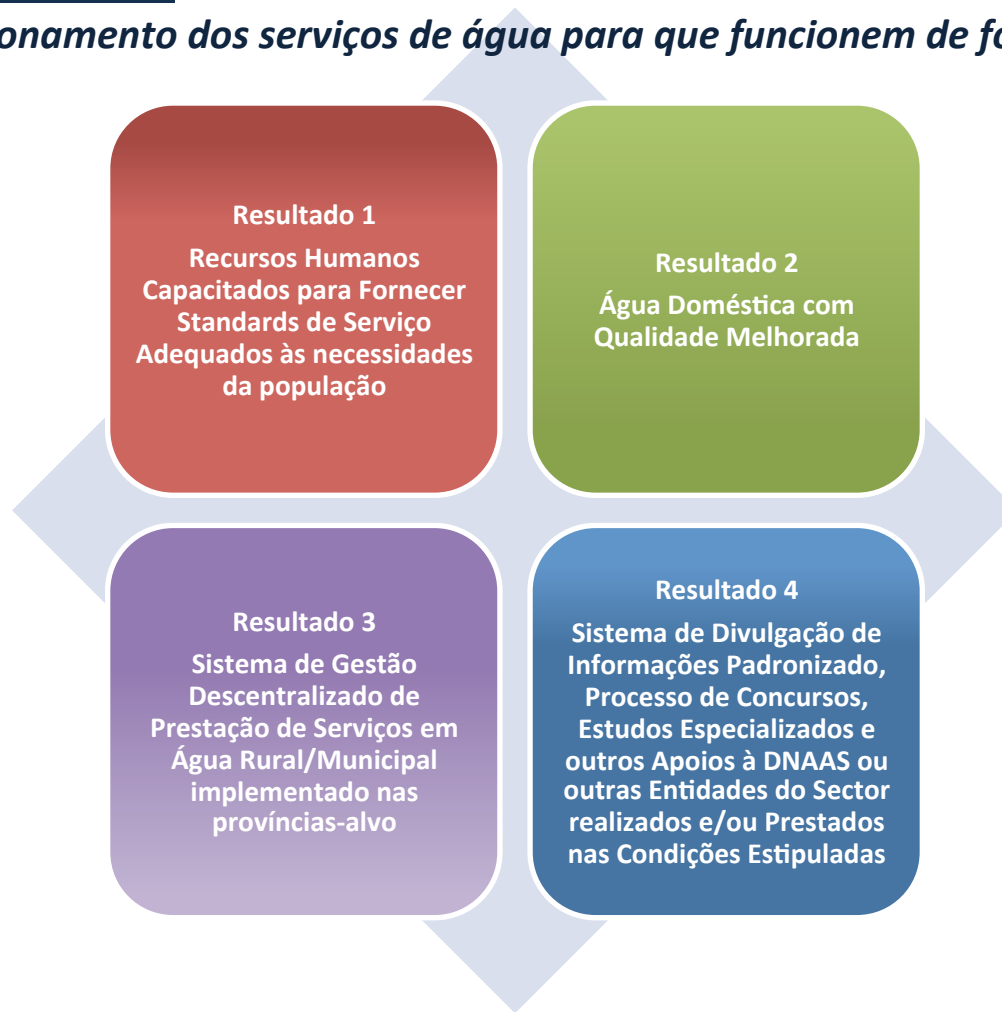 onamento dos serviços de água para que funcionem de fo
Resultado 1
Recursos Humanos
Capacitados para Fornecer
Standards de Serviço
Adequados às necessidades
da população
Resultado 2
Água Doméstica com
Qualidade Melhorada
Resultado 3
Sistema de Gestão
Descentralizado de
Prestação de Serviços em
Água Rural/Municipal
implementado nas
províncias-alvo
Resultado 4
Sistema de Divulgação de
Informações Padronizado,
Processo de Concursos,
Estudos Especializados e
outros Apoios à DNAAS ou
outras Entidades do Sector
realizados e/ou Prestados
nas Condições Estipuladas